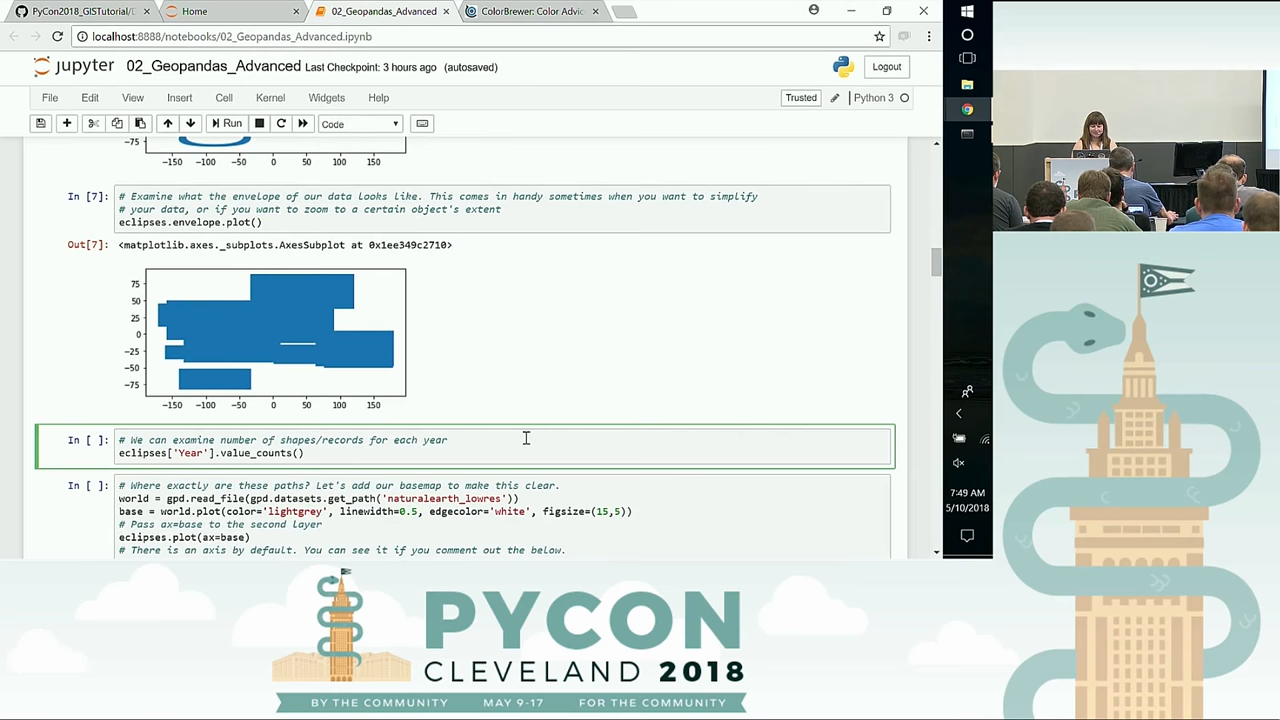 PyCon2018_GISTutorial/D
Home
02_Geopandas_Advanced
ColorBrewer: Color Advic
localhost:8888/notebooks/02_Geopandas_Advanced.ipynb
jupyter 02_Geopandas_Advanced Last Checkpoint: 3 hours ago (autosaved)
Logout
File Edit View Insert Cell Kernel Widgets Help
Trusted
Python 3
Run
Code
−75
−150 −100 −50 0 50 100 150
In [7]: # Examine what the envelope of our data looks like. This comes in handy sometimes when you want to simplify
# your data, or if you want to zoom to a certain object's extent
eclipses.envelope.plot()
Out[7]: <matplotlib.axes._subplots.AxesSubplot at 0x1ee349c2710>
75
50
25
0
−25
−50
−75
−150 −100 −50 0 50 100 150
In [ ]: # We can examine number of shapes/records for each year
eclipses['Year'].value_counts()
In [ ]: # Where exactly are these paths? Let's add our basemap to make this clear.
world = gpd.read_file(gpd.datasets.get_path('naturalearth_lowres'))
base = world.plot(color='lightgrey', linewidth=0.5, edgecolor='white', figsize=(15,5))
# Pass ax=base to the second layer
eclipses.plot(ax=base)
# There is an axis by default. You can see it if you comment out the below.
7:49 AM
5/10/2018
PYCON
CLEVELAND 2018
BY THE COMMUNITY MAY 9-17 FOR THE COMMUNITY